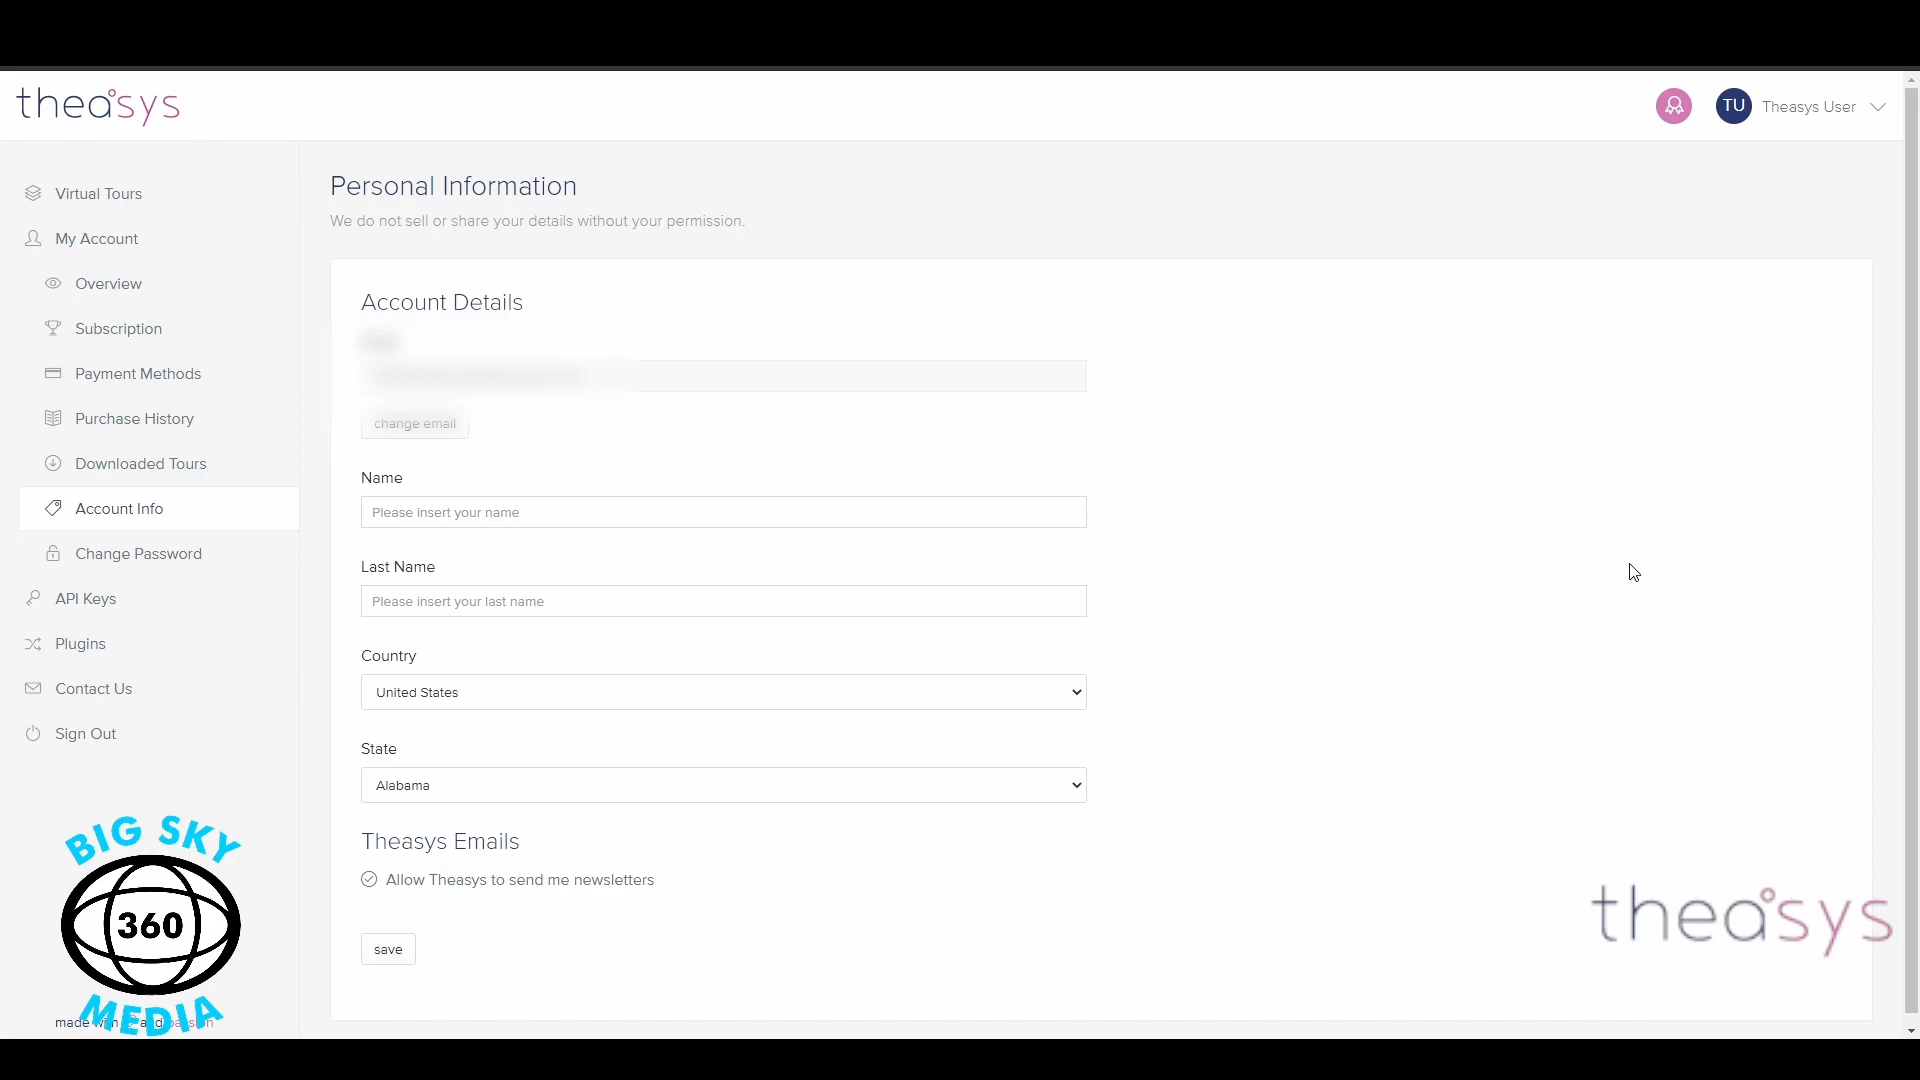 theasys
TU Theasys User
Virtual Tours
My Account
Overview
Subscription
Payment Methods
Purchase History
Downloaded Tours
Account Info
Change Password
API Keys
Plugins
Contact Us
Sign Out
Personal Information
We do not sell or share your details without your permission.
Account Details
change email
Name
Please insert your name
Last Name
Please insert your last name
Country
United States
State
Alabama
Theasys Emails
Allow Theasys to send me newsletters
save
BIG SKY
360
MEDIA
made
theasys